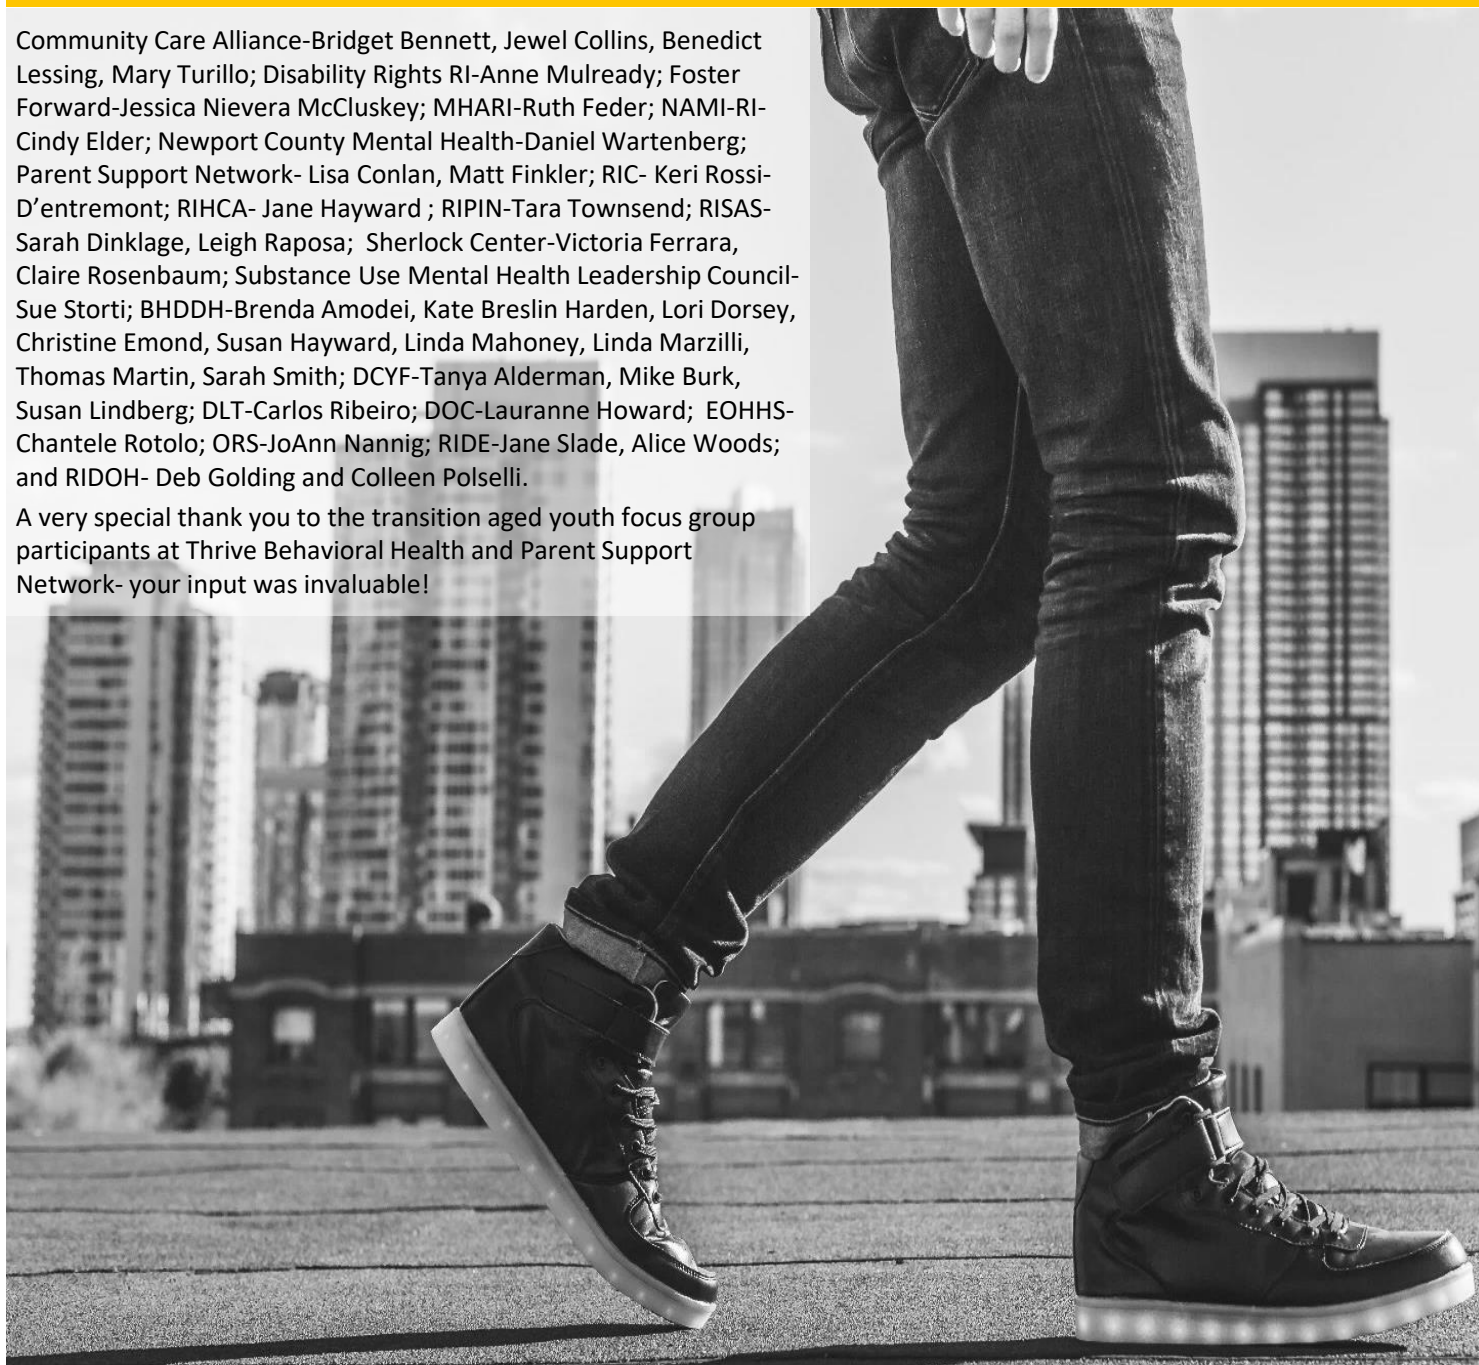 Community Care Alliance-Bridget Bennett, Jewel Collins, Benedict
Lessing, Mary Turillo; Disability Rights RI-Anne Mulready; Foster
Forward-Jessica Nievera McCluskey; MHARI-Ruth Feder; NAMI-RI-
Cindy Elder; Newport County Mental Health-Daniel Wartenberg;
Parent Support Network- Lisa Conlan, Matt Finkler; RIC- Keri Rossi-
D’entremont; RIHCA- Jane Hayward ; RIPIN-Tara Townsend; RISAS-
Sarah Dinklage, Leigh Raposa;  Sherlock Center-Victoria Ferrara,
Claire Rosenbaum; Substance Use Mental Health Leadership Council-
Sue Storti; BHDDH-Brenda Amodei, Kate Breslin Harden, Lori Dorsey,
Christine Emond, Susan Hayward, Linda Mahoney, Linda Marzilli,
Thomas Martin, Sarah Smith; DCYF-Tanya Alderman, Mike Burk,
Susan Lindberg; DLT-Carlos Ribeiro; DOC-Lauranne Howard;  EOHHS-
Chantele Rotolo; ORS-JoAnn Nannig; RIDE-Jane Slade, Alice Woods;
and RIDOH- Deb Golding and Colleen Polselli.
A very special thank you to the transition aged youth focus group
participants at Thrive Behavioral Health and Parent Support
Network- your input was invaluable!